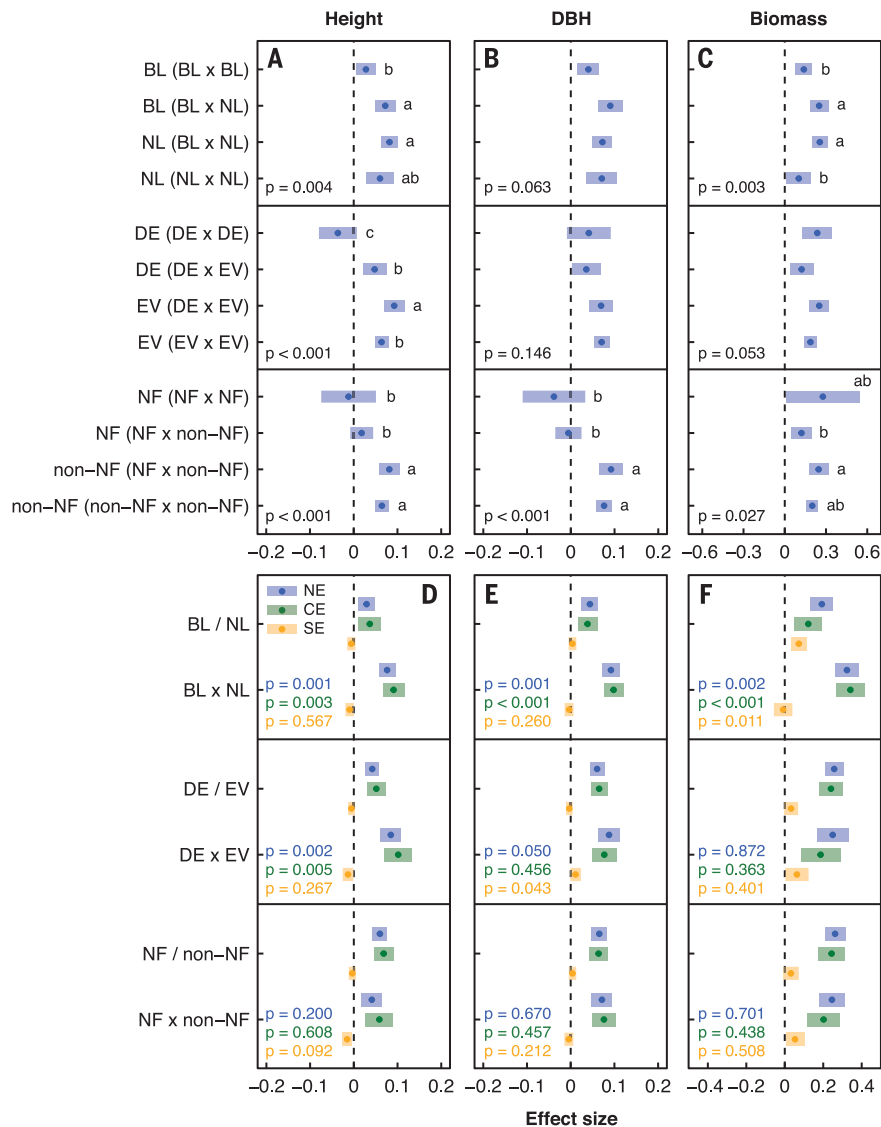 Height DBH Biomass
A B C
BL (BL x BL) b b
BL (BL x NL) a a
NL (BL x NL) a a
NL (NL x NL) ab b
p = 0.004 p = 0.063 p = 0.003
DE (DE x DE) c
DE (DE x EV) b
EV (DE x EV) a
EV (EV x EV) b
p < 0.001 p = 0.146 p = 0.053
NF (NF x NF) b b ab
NF (NF x non−NF) b b b
non−NF (NF x non−NF) a a a
non−NF (non−NF x non−NF) a a ab
p < 0.001 p < 0.001 p = 0.027
−0.2 −0.1 0 0.1 0.2 −0.2 −0.1 0 0.1 0.2 −0.6 −0.3 0 0.3 0.6
D E F
NE
CE
SE
BL / NL
BL x NL
p = 0.001 p = 0.001 p = 0.002
p = 0.003 p < 0.001 p < 0.001
p = 0.567 p = 0.260 p = 0.011
DE / EV
DE x EV
p = 0.002 p = 0.050 p = 0.872
p = 0.005 p = 0.456 p = 0.363
p = 0.267 p = 0.043 p = 0.401
NF / non−NF
NF x non−NF
p = 0.200 p = 0.670 p = 0.701
p = 0.608 p = 0.457 p = 0.438
p = 0.092 p = 0.212 p = 0.508
−0.2 −0.1 0 0.1 0.2 −0.2 −0.1 0 0.1 0.2 −0.4 −0.2 0 0.2 0.4
Effect size